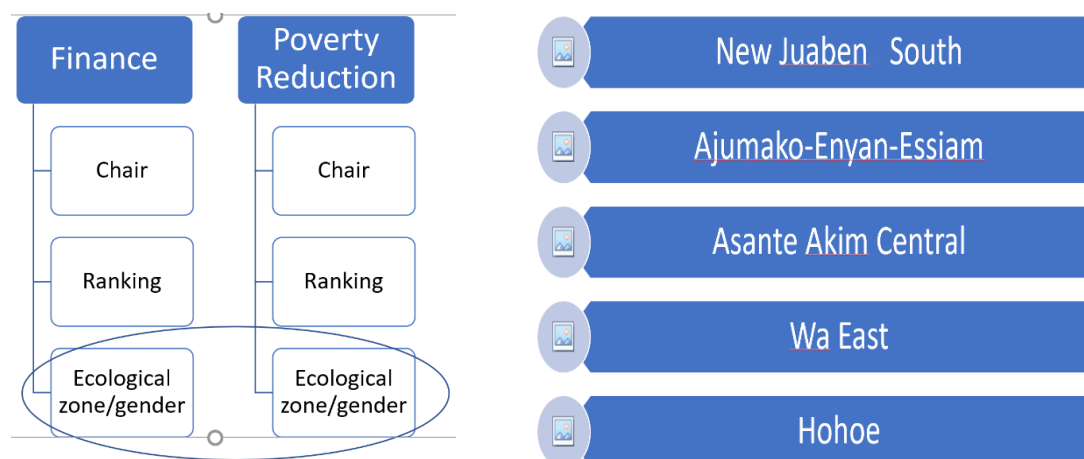 Finance
Chair
Ranking
Ecological
zone/gender
Poverty
Reduction
Chair
Ranking
Ecological
zone/gender
New Juaben South
Ajumako-Enyan-Essiam
Asante Akim Central
Wa East
Hohoe